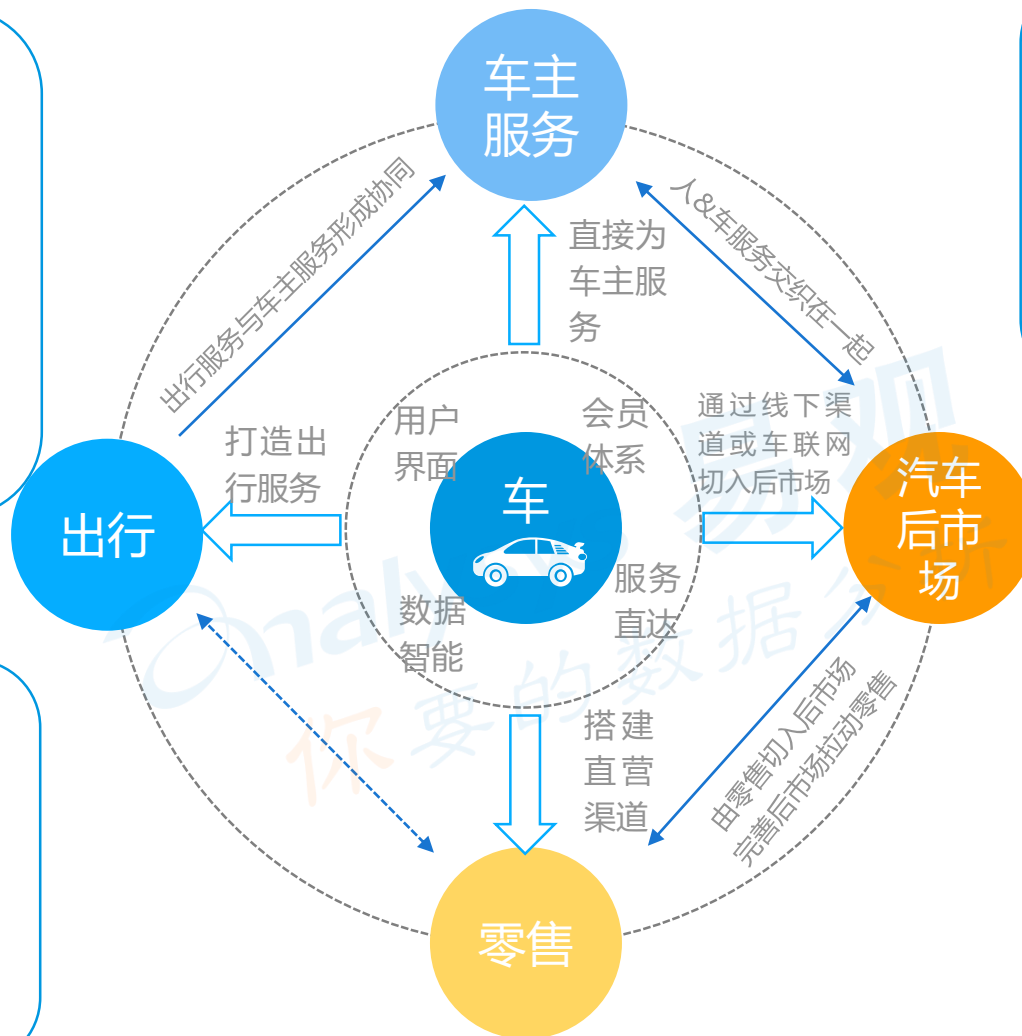 车主
服务
出行服务与车主服务形成协同
人&车服务交织在一起
直接为
车主服
务
用户
界面
会员
体系
通过线下渠
道或车联网
切入后市场
打造出
行服务
出行
车
汽车
后市
场
数据
智能
服务
直达
搭建
直营
渠道
由零售切入后市场
完善后市场拉动零售
零售
易观
你要的数据分析